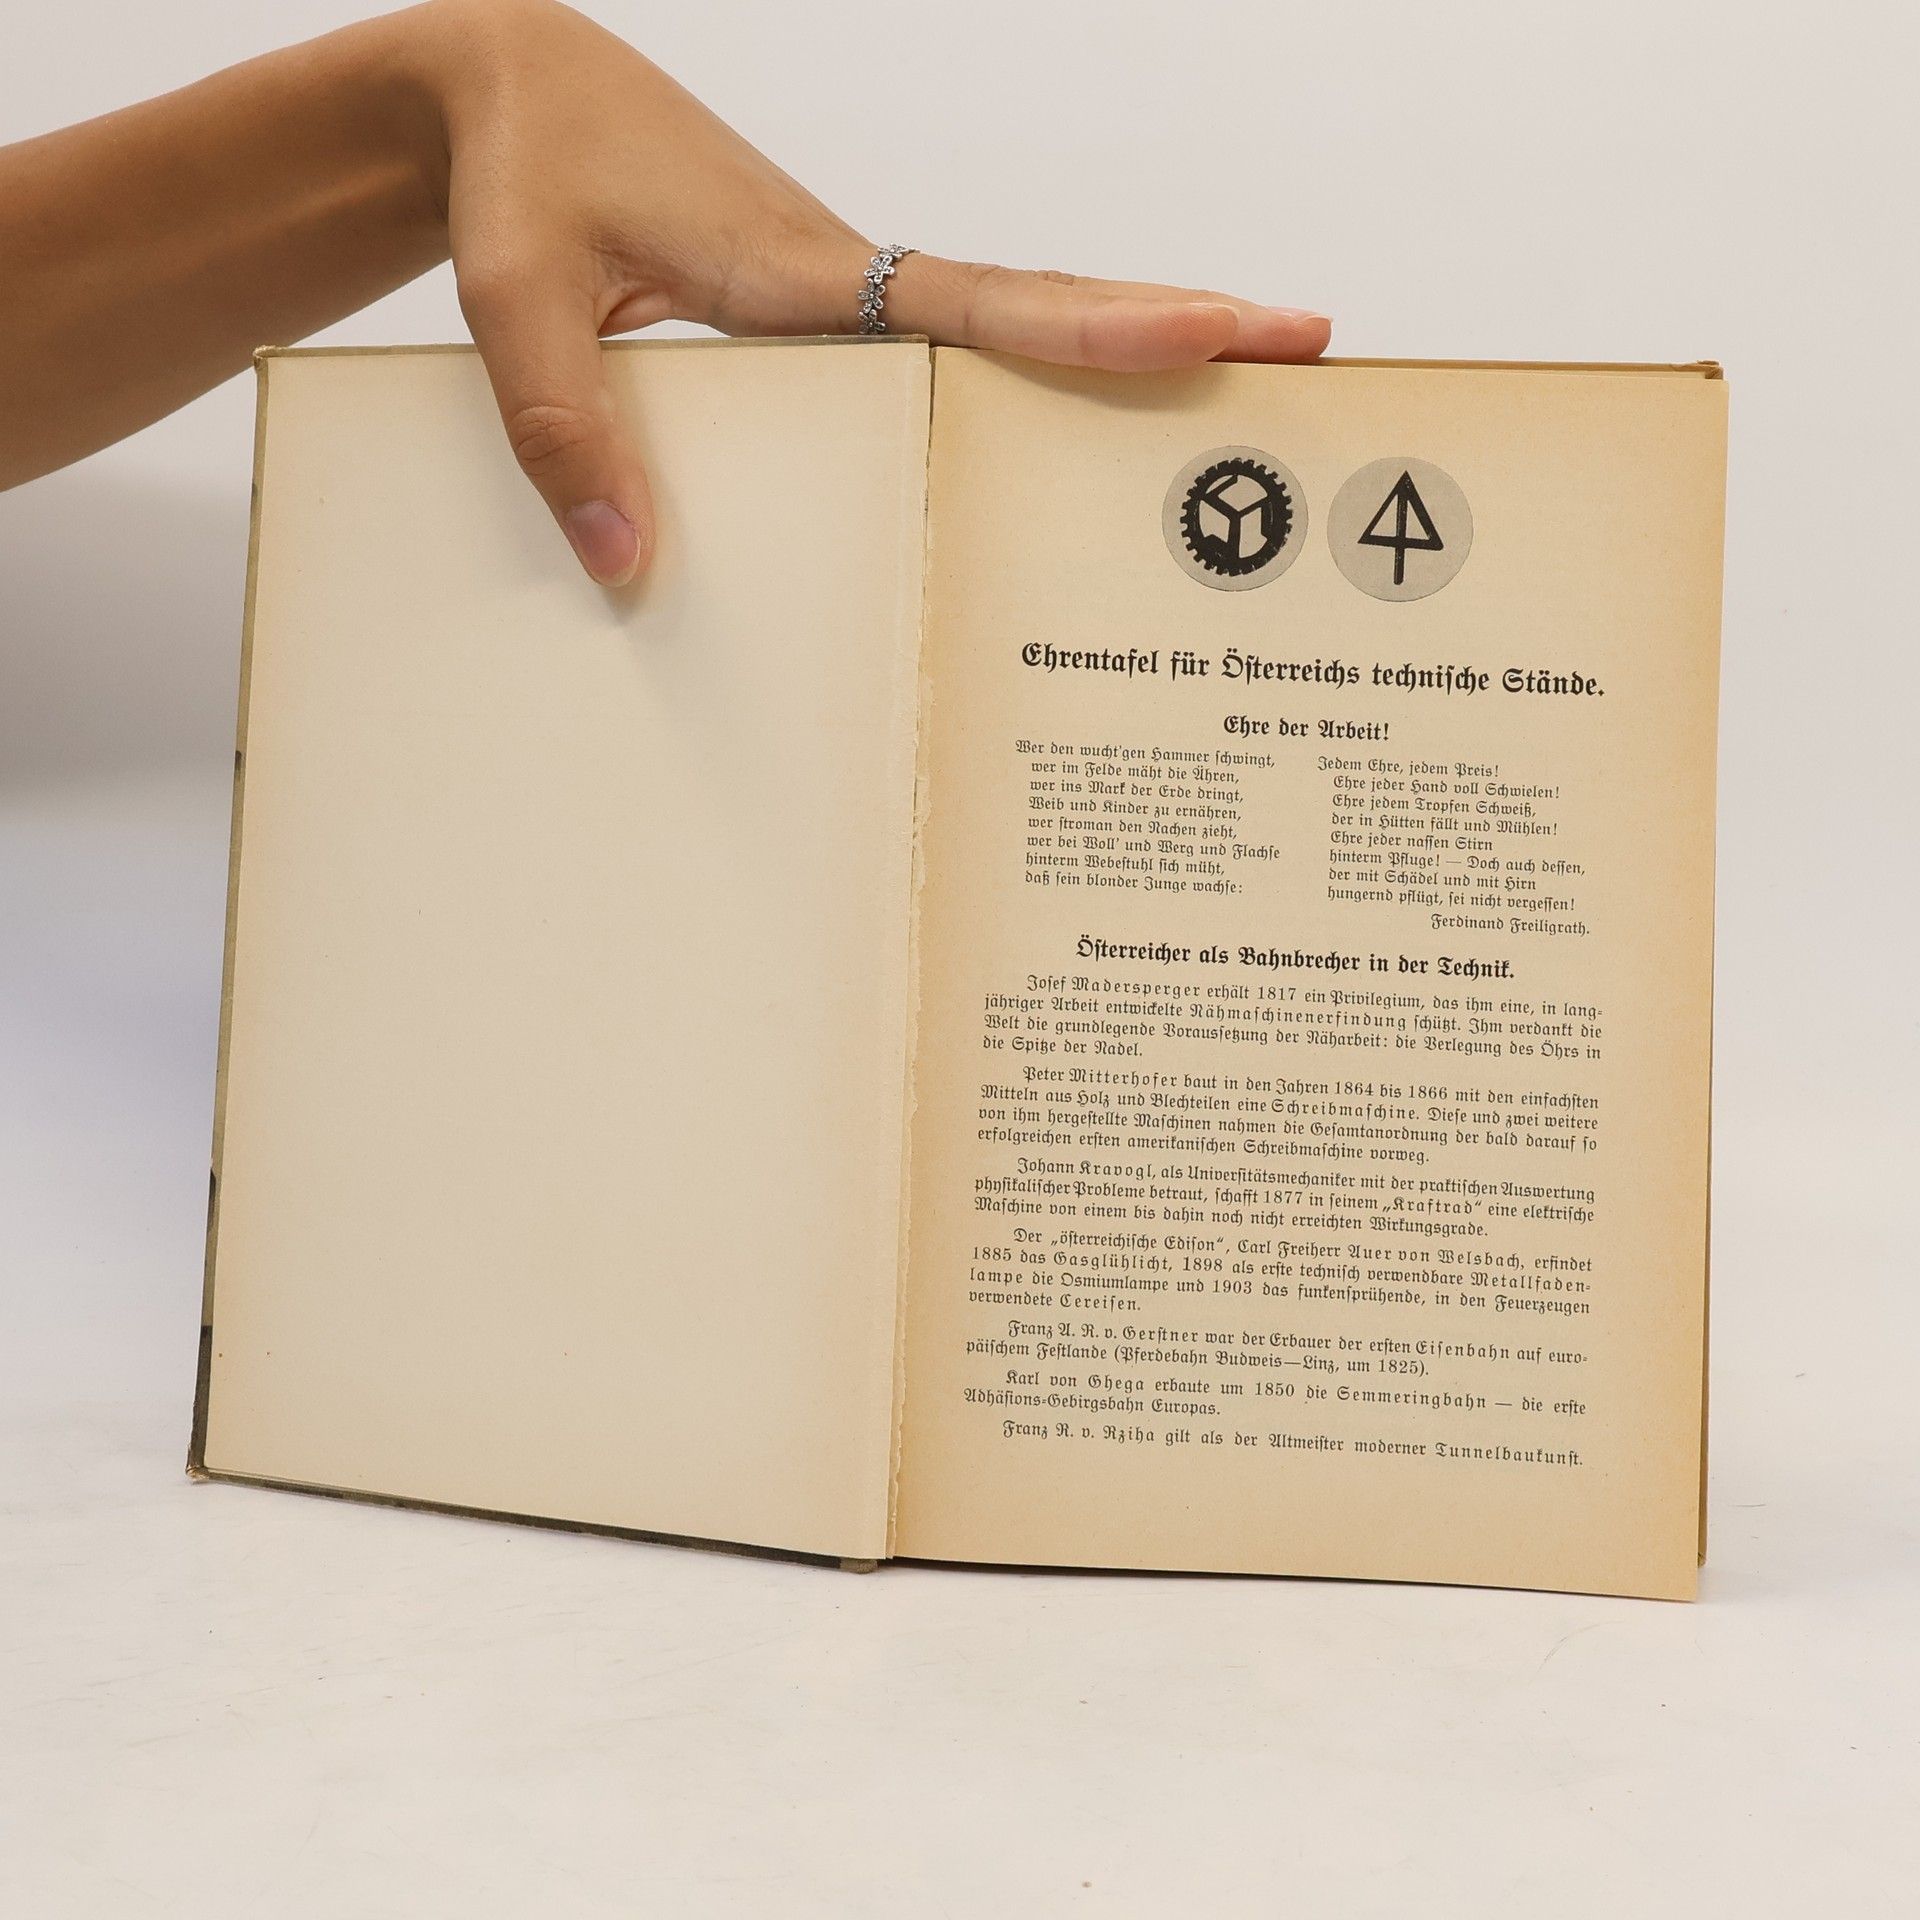 Ehrentafel für Österreichs technische Stände.
Ehre der Arbeit!
Wer den wucht'gen Hammer schwingt,
wer im Felde mäht die Ähren,
wer ins Mark der Erde dringt,
Weib und Kinder zu ernähren,
wer stroman den Nachen zieht,
wer bei Woll' und Werg und Flachse
hinterm Webestuhl sich müht,
daß sein blonder Junge wachse:
Jedem Ehre, jedem Preis!
Ehre jeder Hand voll Schwielen!
Ehre jedem Tropfen Schweiß,
der in Hütten fällt und Mühlen!
Ehre jeder nassen Stirn
hinterm Pfluge! — Doch auch dessen,
der mit Schädel und mit Hirn
hungernd pflügt, sei nicht vergessen!
Ferdinand Freiligrath.
Österreicher als Bahnbrecher in der Technik.
Josef Madersperger erhält 1817 ein Privilegium, das ihm eine, in lang-
jähriger Arbeit entwickelte Nähmaschinenerfindung schützt. Ihm verdankt die
Welt die grundlegende Voraussetzung der Näharbeit: die Verlegung des Öhrs in
die Spitze der Nadel.
Peter Mitterhofer baut in den Jahren 1864 bis 1866 mit den einfachsten
Mitteln aus Holz und Blechteilen eine Schreibmaschine. Diese und zwei weitere
von ihm hergestellte Maschinen nahmen die Gesamtanordnung der bald darauf so
erfolgreichen ersten amerikanischen Schreibmaschine vorweg.
Johann Kravogl, als Universitätsmechaniker mit der praktischen Auswertung
physikalischer Probleme betraut, schafft 1877 in seinem „Kraftrad“ eine elektrische
Maschine von einem bis dahin noch nicht erreichten Wirkungsgrade.
Der „österreichische Edison“, Carl Freiherr Auer von Welsbach, erfindet
1885 das Gasglühlicht, 1898 als erste technisch verwendbare Metallfaden-
lampe die Osmiumlampe und 1903 das funkensprühende, in den Feuerzeugen
verwendete Cereisen.
Franz A. R. v. Gerstner war der Erbauer der ersten Eisenbahn auf euro-
päischem Festlande (Pferdebahn Budweis—Linz, um 1825).
Karl von Ghega erbaute um 1850 die Semmeringbahn — die erste
Adhäsions-Gebirgsbahn Europas.
Franz R. v. Rziha gilt als der Altmeister moderner Tunnelbaukunst.